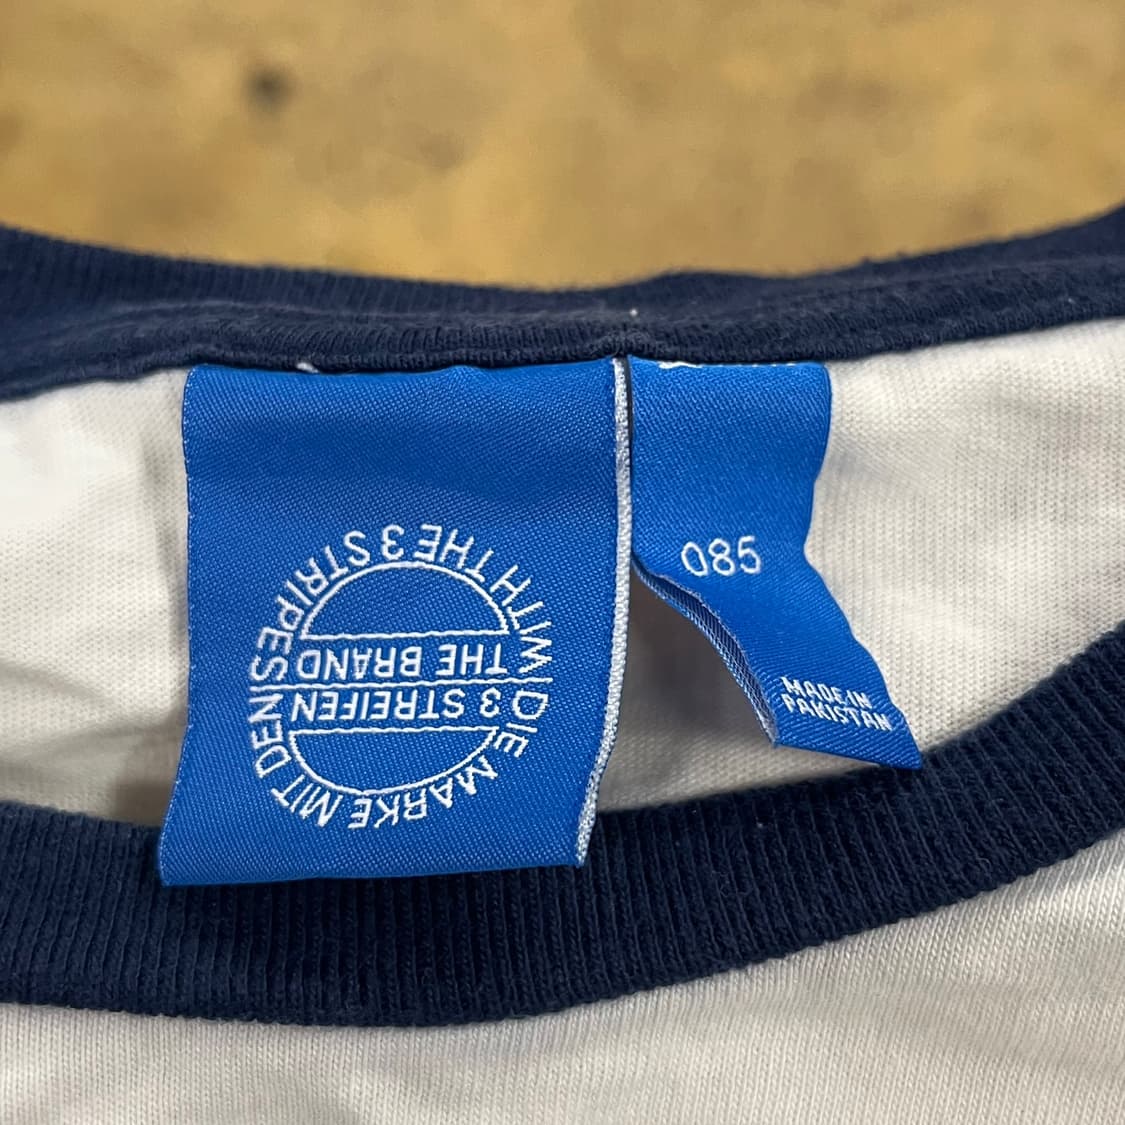 DIE MARKE MIT DEN
3 STREIFEN
THE BRAND
WITH THE 3 STRIPES
085
MADE IN
PAKISTAN